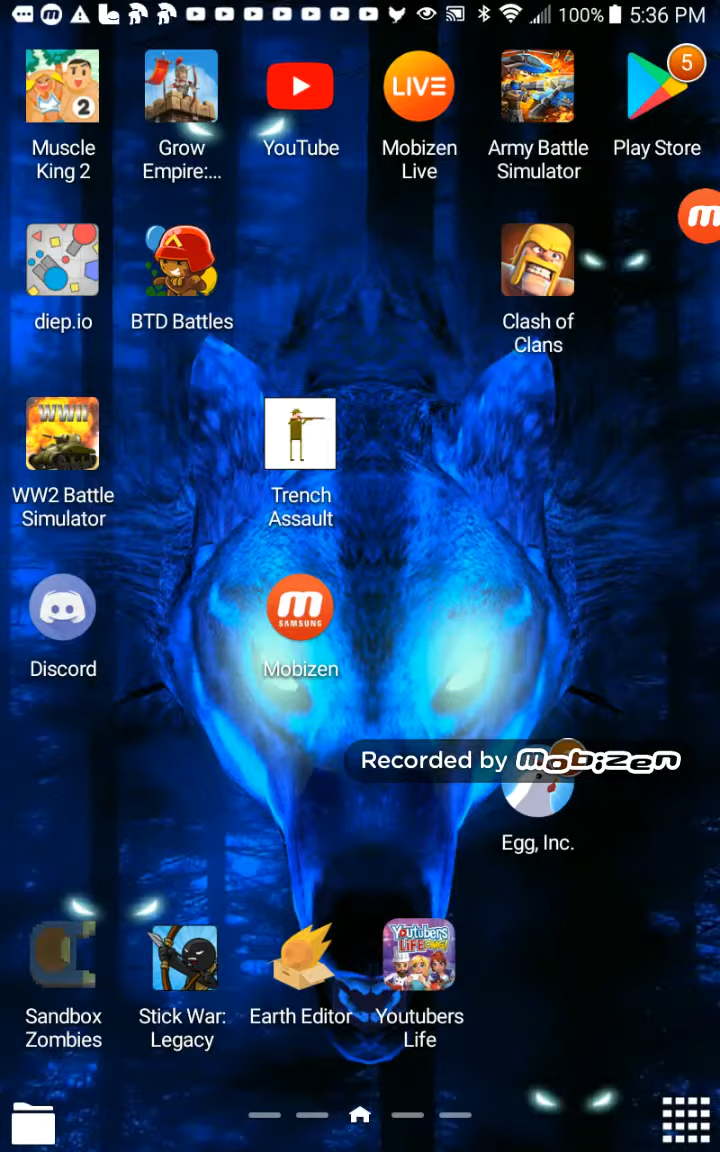 100% 5:36 PM
2
LIVE
5
Muscle King 2
Grow Empire:...
YouTube
Mobizen Live
Army Battle Simulator
Play Store
m
diep.io
BTD Battles
Clash of Clans
WWII
WW2 Battle Simulator
Trench Assault
m
SAMSUNG
Discord
Mobizen
Recorded by mobizen
Egg, Inc.
Youtubers
LiFE OMG!
Sandbox Zombies
Stick War: Legacy
Earth Editor
Youtubers Life